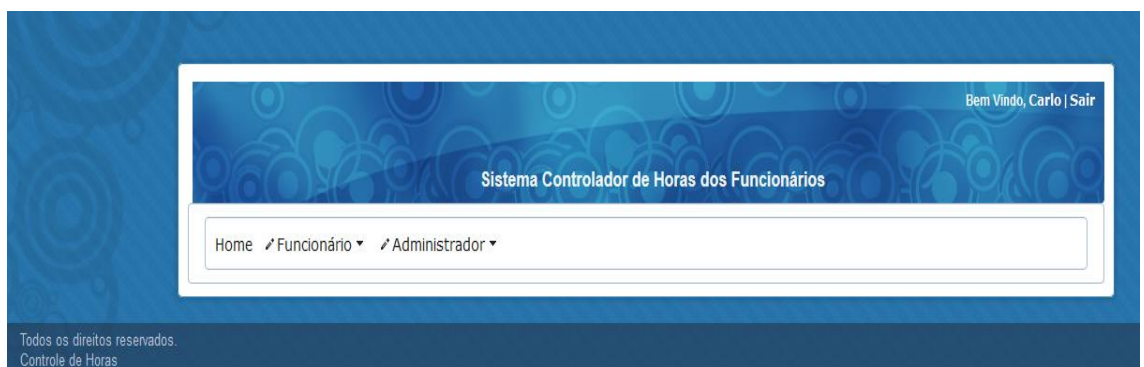 Bem Vindo, Carlo | Sair
Sistema Controlador de Horas dos Funcionários
Home Funcionário Administrador
Todos os direitos reservados.
Controle de Horas